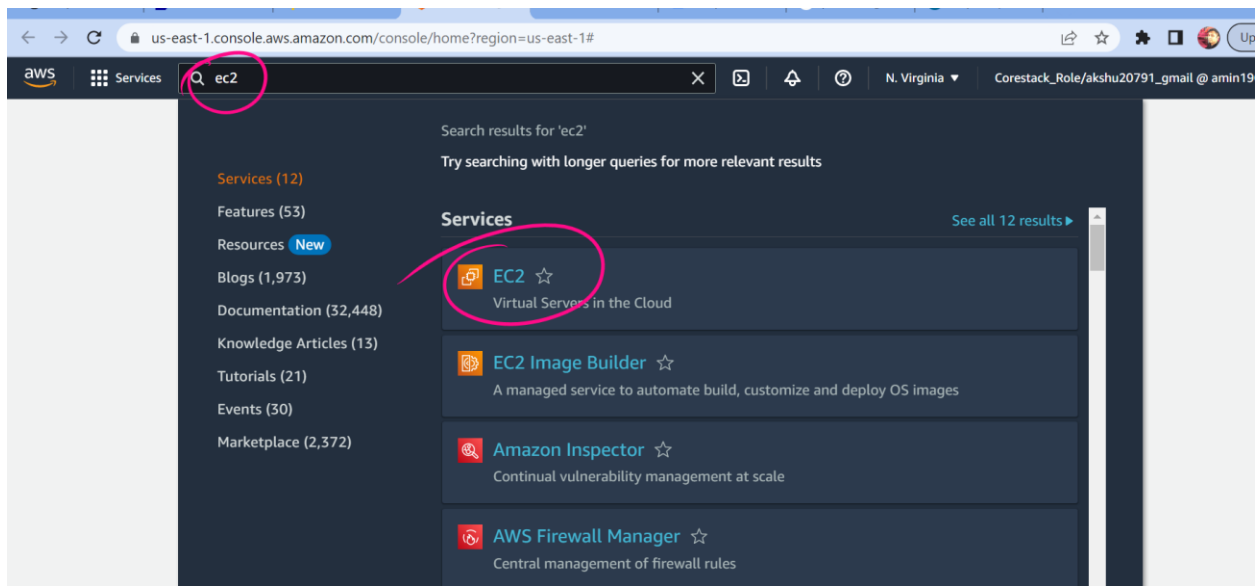 us-east-1.console.aws.amazon.com/console/home?region=us-east-1#
Up
aws Services ec2 N. Virginia ▼ Corestack_Role/akshu20791_gmail @ amin19
Search results for 'ec2'
Try searching with longer queries for more relevant results
Services (12)
Features (53)
Resources New
Blogs (1,973)
Documentation (32,448)
Knowledge Articles (13)
Tutorials (21)
Events (30)
Marketplace (2,372)
Services
See all 12 results ▶
EC2
Virtual Servers in the Cloud
EC2 Image Builder
A managed service to automate build, customize and deploy OS images
Amazon Inspector
Continual vulnerability management at scale
AWS Firewall Manager
Central management of firewall rules